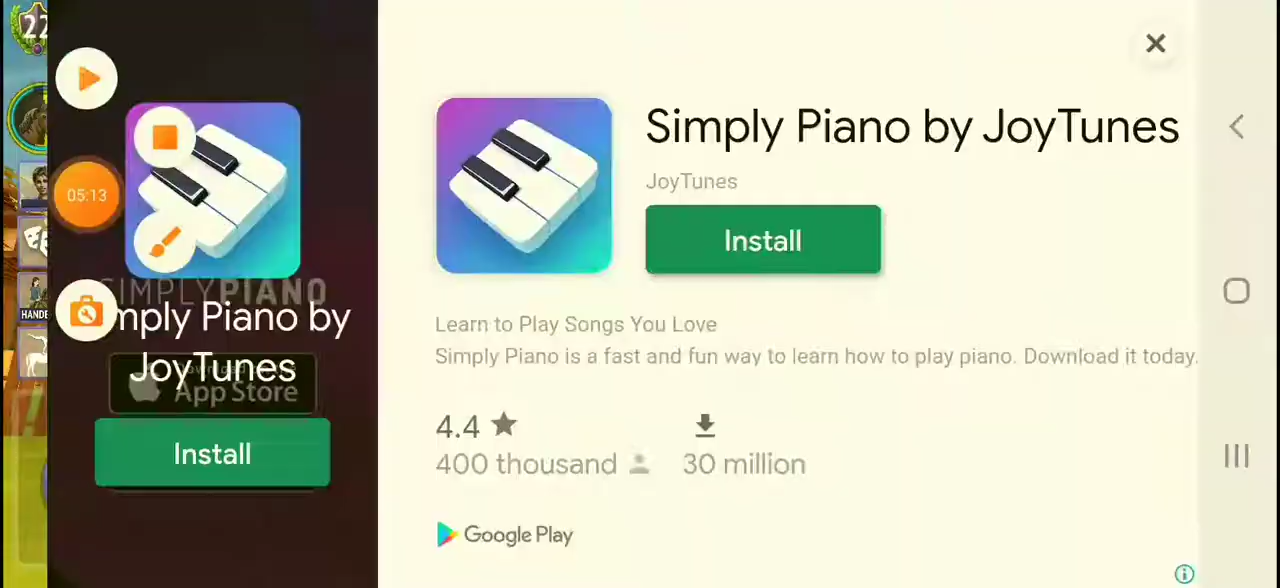 22
05:13
HANDE
SIMPLYPIANO
mply Piano by
JoyTunes
App Store
Install
Simply Piano by JoyTunes
JoyTunes
Install
Learn to Play Songs You Love
Simply Piano is a fast and fun way to learn how to play piano. Download it today.
4.4
400 thousand
30 million
Google Play